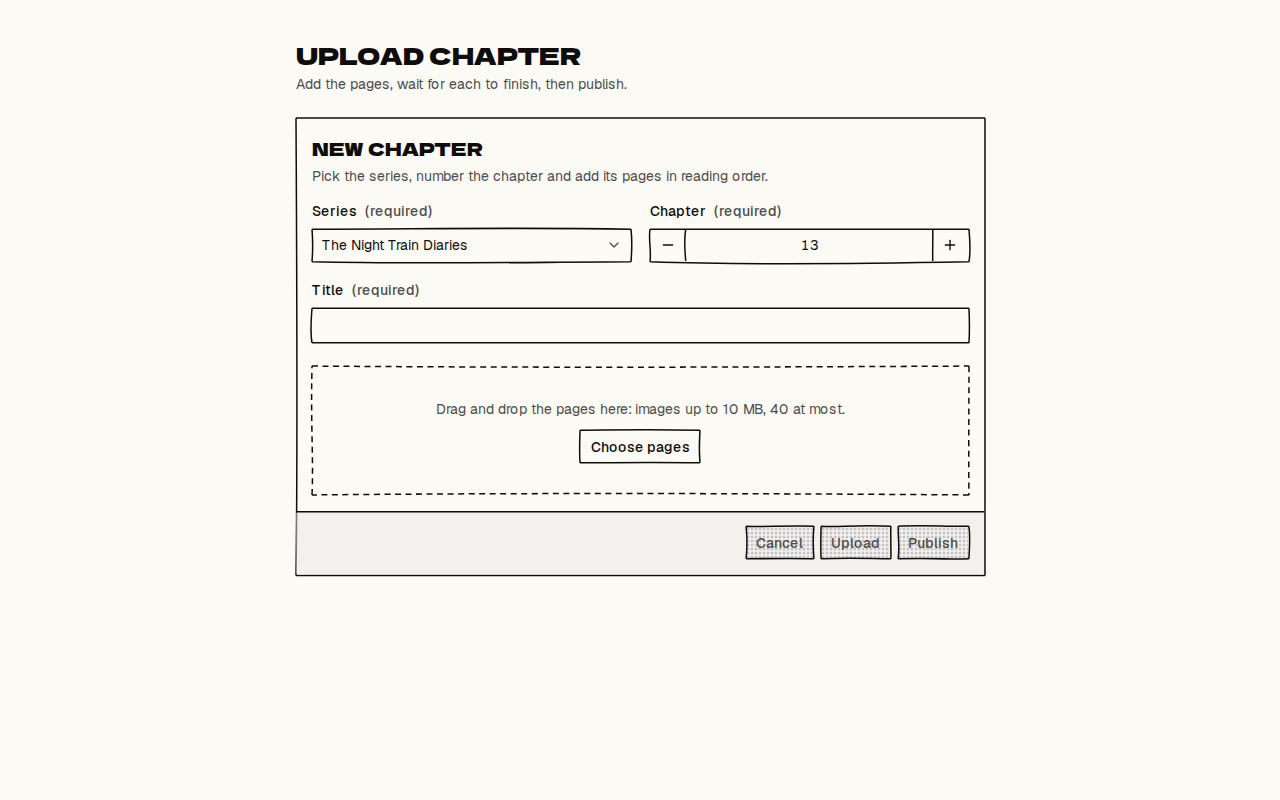 UPLOAD CHAPTER
Add the pages, wait for each to finish, then publish.
NEW CHAPTER
Pick the series, number the chapter and add its pages in reading order.
Series (required)
Chapter (required)
The Night Train Diaries
13
Title (required)
Drag and drop the pages here: images up to 10 MB, 40 at most.
Choose pages
Cancel
Upload
Publish